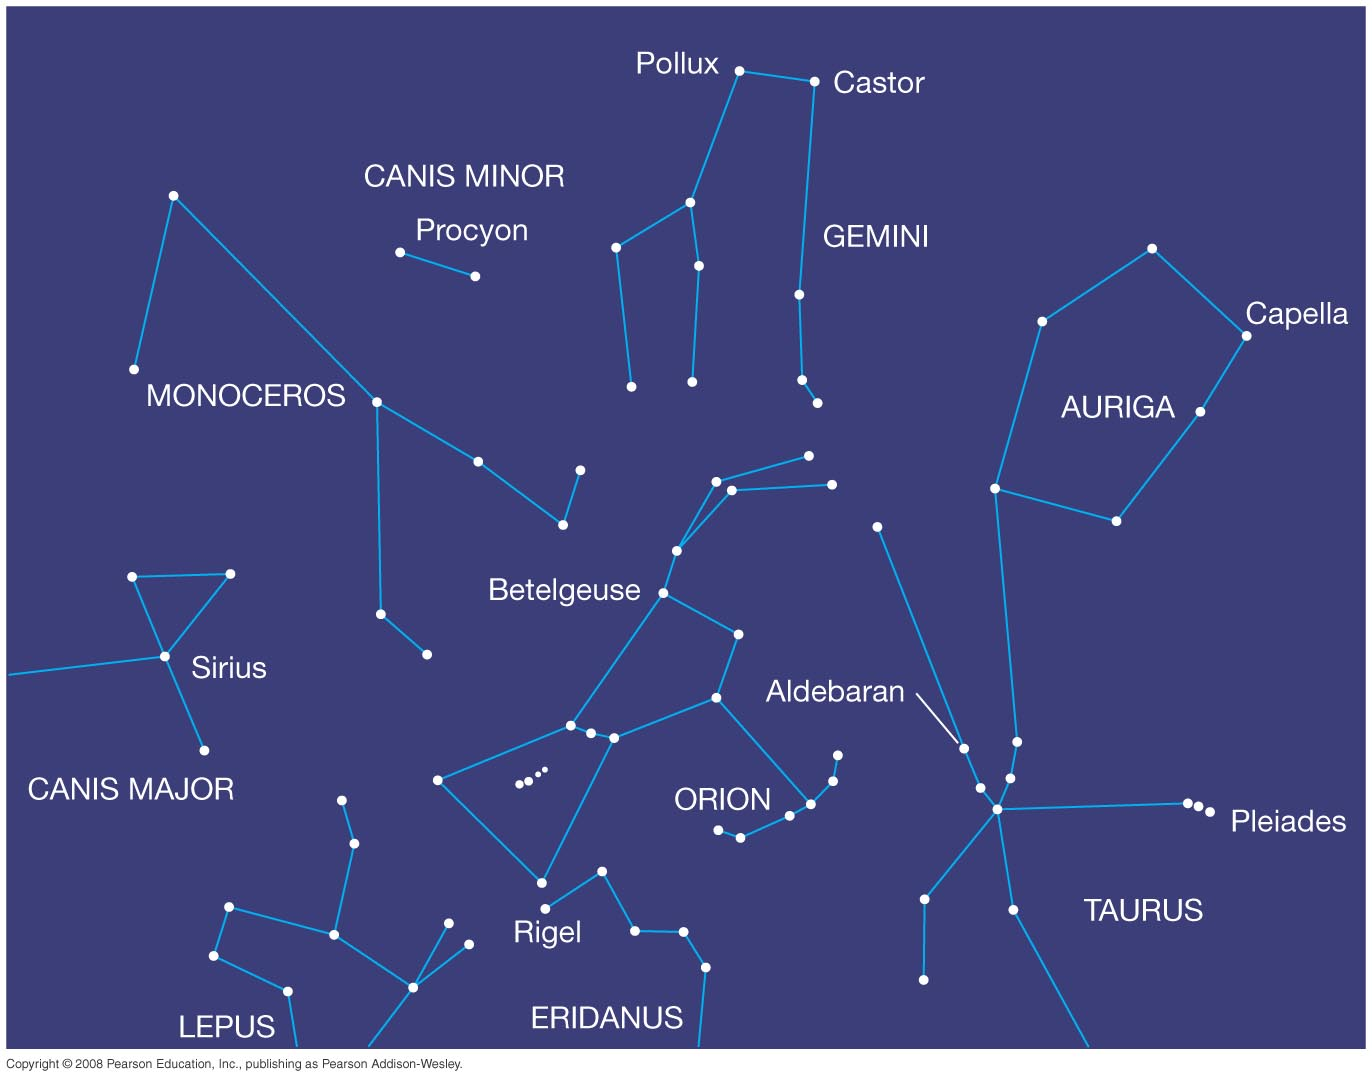 Pollux
Castor
CANIS MINOR
Procyon
GEMINI
Capella
MONOCEROS
AURIGA
Betelgeuse
Sirius
Aldebaran
CANIS MAJOR
ORION
Pleiades
TAURUS
Rigel
LEPUS
ERIDANUS
Copyright © 2008 Pearson Education, Inc., publishing as Pearson Addison-Wesley.